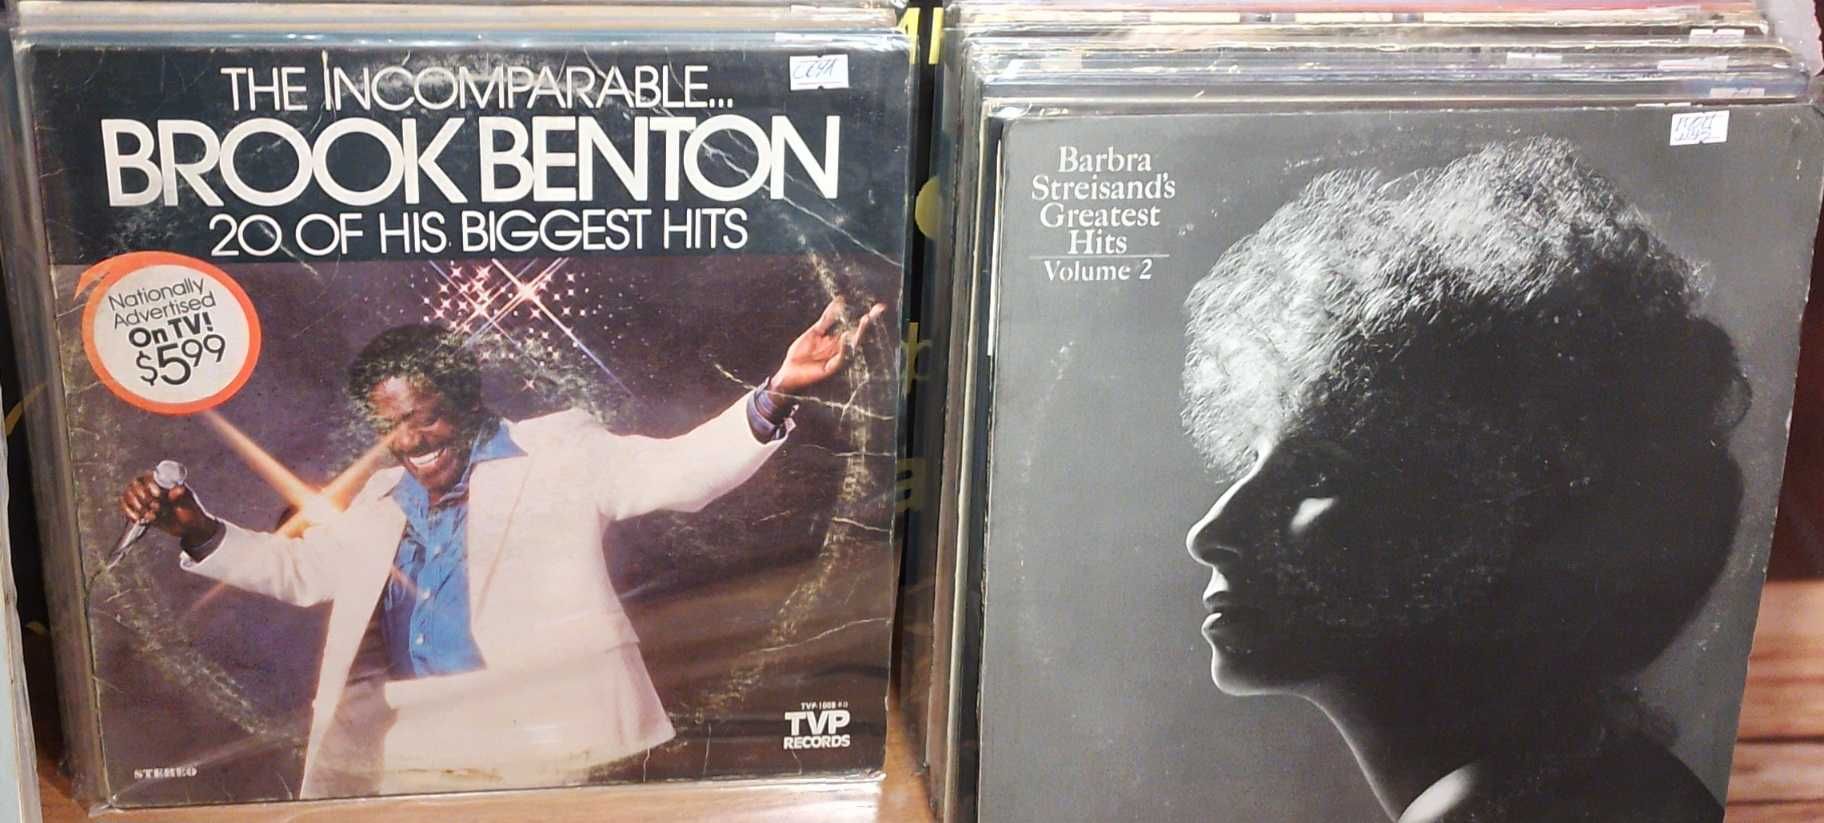 THE INCOMPARABLE...
BROOK BENTON
20 OF HIS BIGGEST HITS
Nationally
Advertised
On TV!
$5.99
TVP
RECORDS
STEREO
Barbra
Streisand's
Greatest
Hits
Volume 2